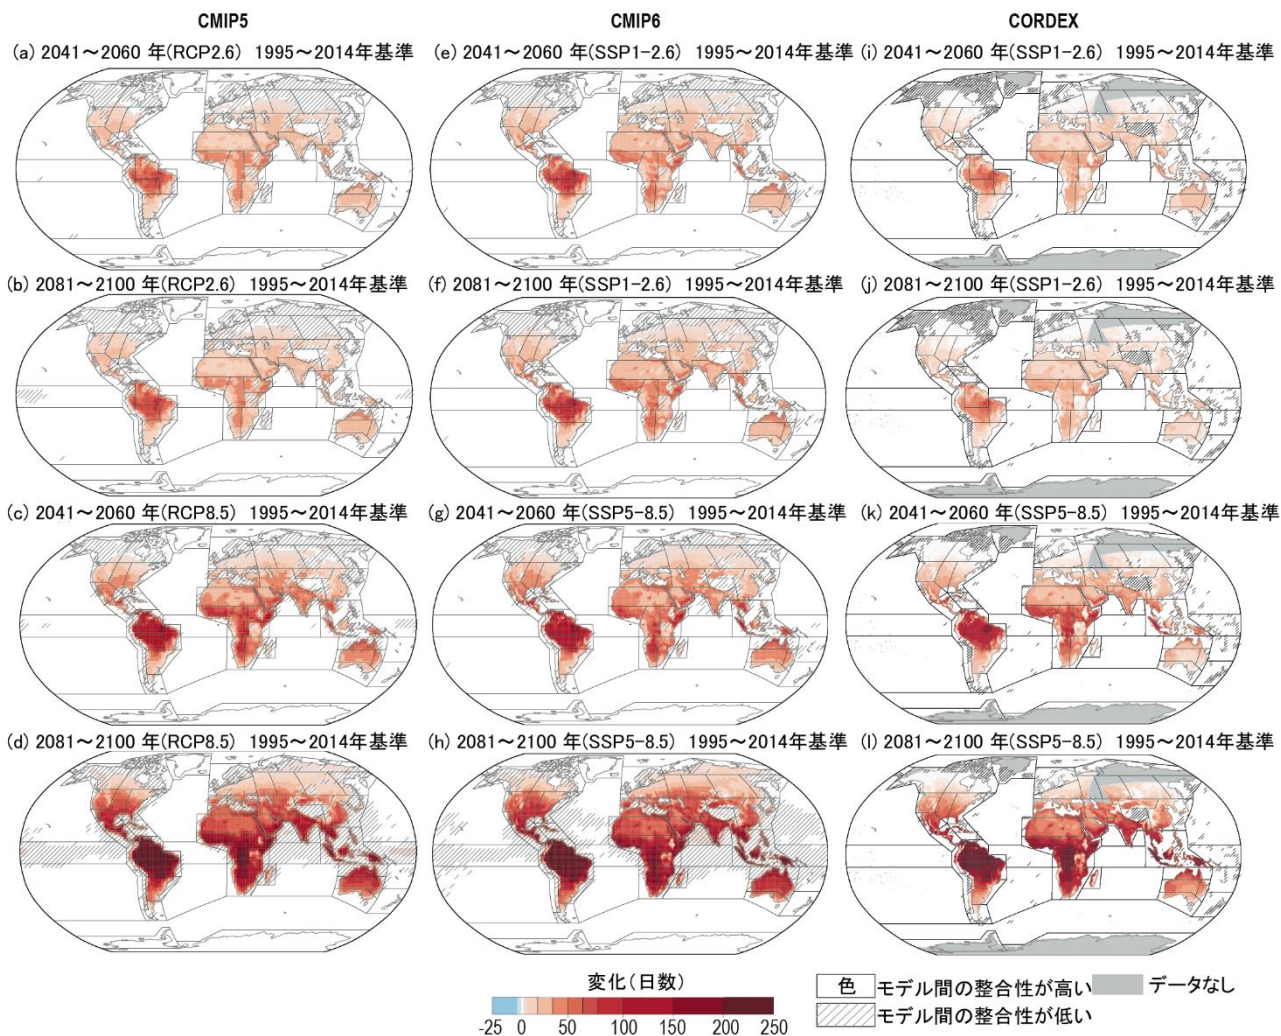 CMIP5 CMIP6 CORDEX
(a) 2041～2060 年(RCP2.6) 1995～2014年基準 (e) 2041～2060 年(SSP1-2.6) 1995～2014年基準 (i) 2041～2060 年(SSP1-2.6) 1995～2014年基準
(b) 2081～2100 年(RCP2.6) 1995～2014年基準 (f) 2081～2100 年(SSP1-2.6) 1995～2014年基準 (j) 2081～2100 年(SSP1-2.6) 1995～2014年基準
(c) 2041～2060 年(RCP8.5) 1995～2014年基準 (g) 2041～2060 年(SSP5-8.5) 1995～2014年基準 (k) 2041～2060 年(SSP5-8.5) 1995～2014年基準
(d) 2081～2100 年(RCP8.5) 1995～2014年基準 (h) 2081～2100 年(SSP5-8.5) 1995～2014年基準 (l) 2081～2100 年(SSP5-8.5) 1995～2014年基準
変化(日数)
-25 0 50 100 150 200 250
色 モデル間の整合性が高い データなし
モデル間の整合性が低い